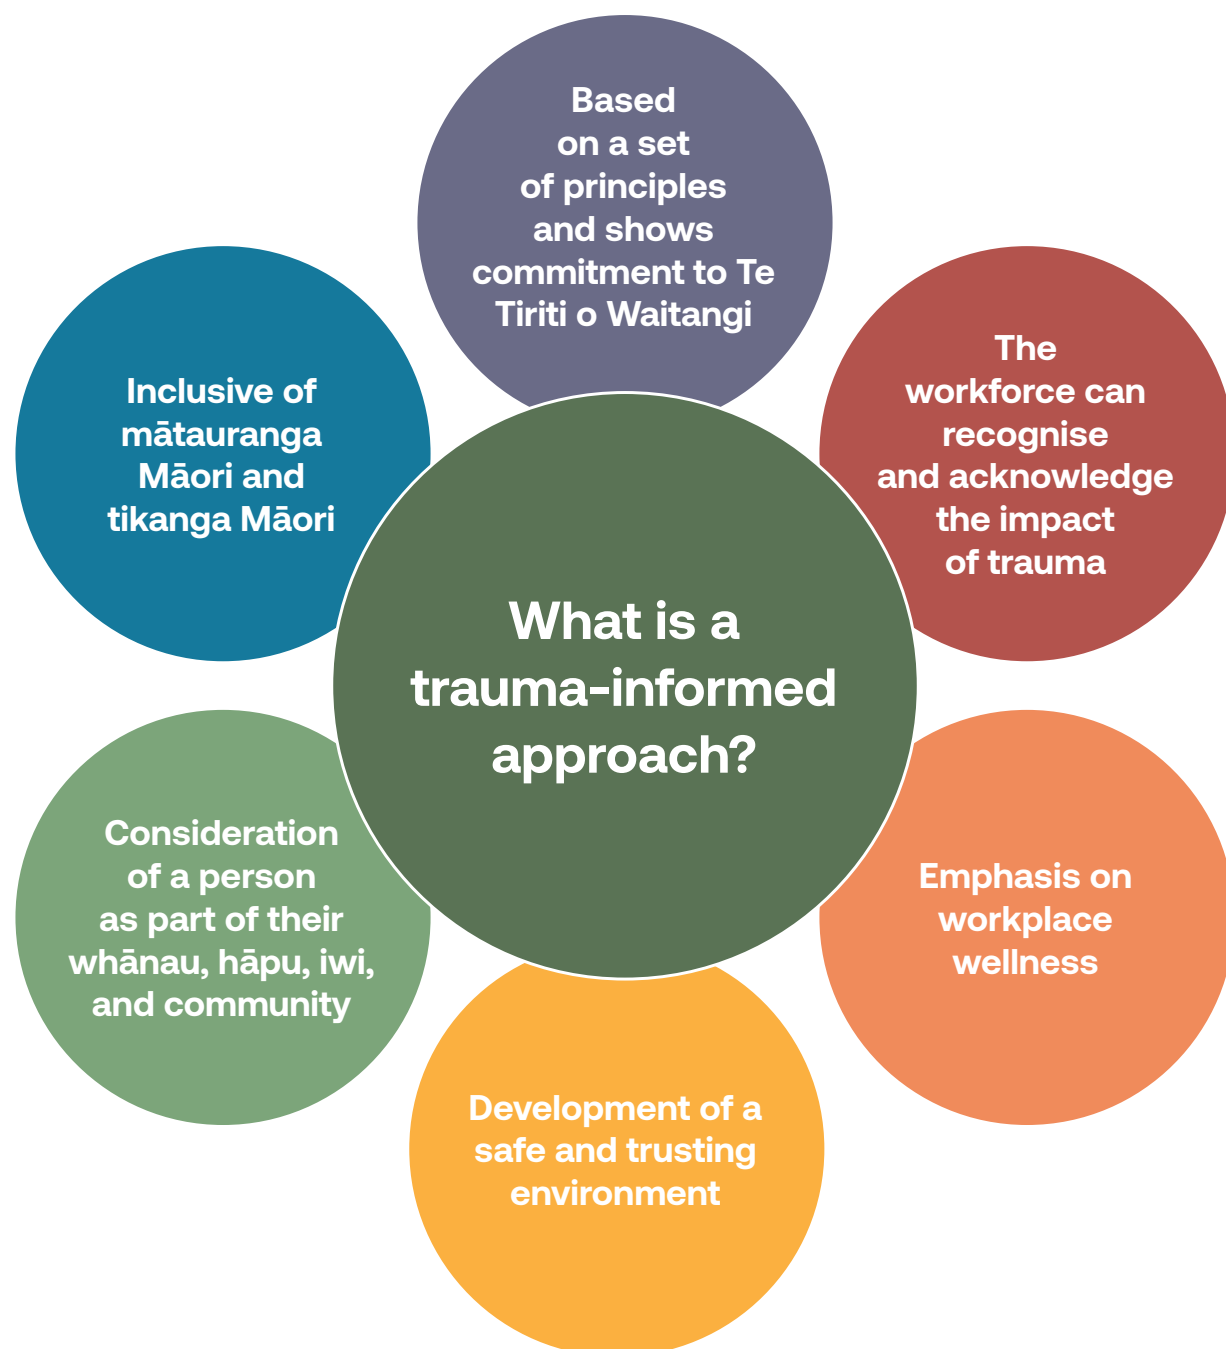 Based
on a set
of principles
and shows
commitment to Te
Tiriti o Waitangi
The
workforce can
recognise
and acknowledge
the impact
of trauma
Emphasis on
workplace
wellness
Development of a
safe and trusting
environment
Consideration
of a person
as part of their
whānau, hāpu, iwi,
and community
Inclusive of
mātauranga
Māori and
tikanga Māori
What is a
trauma-informed
approach?